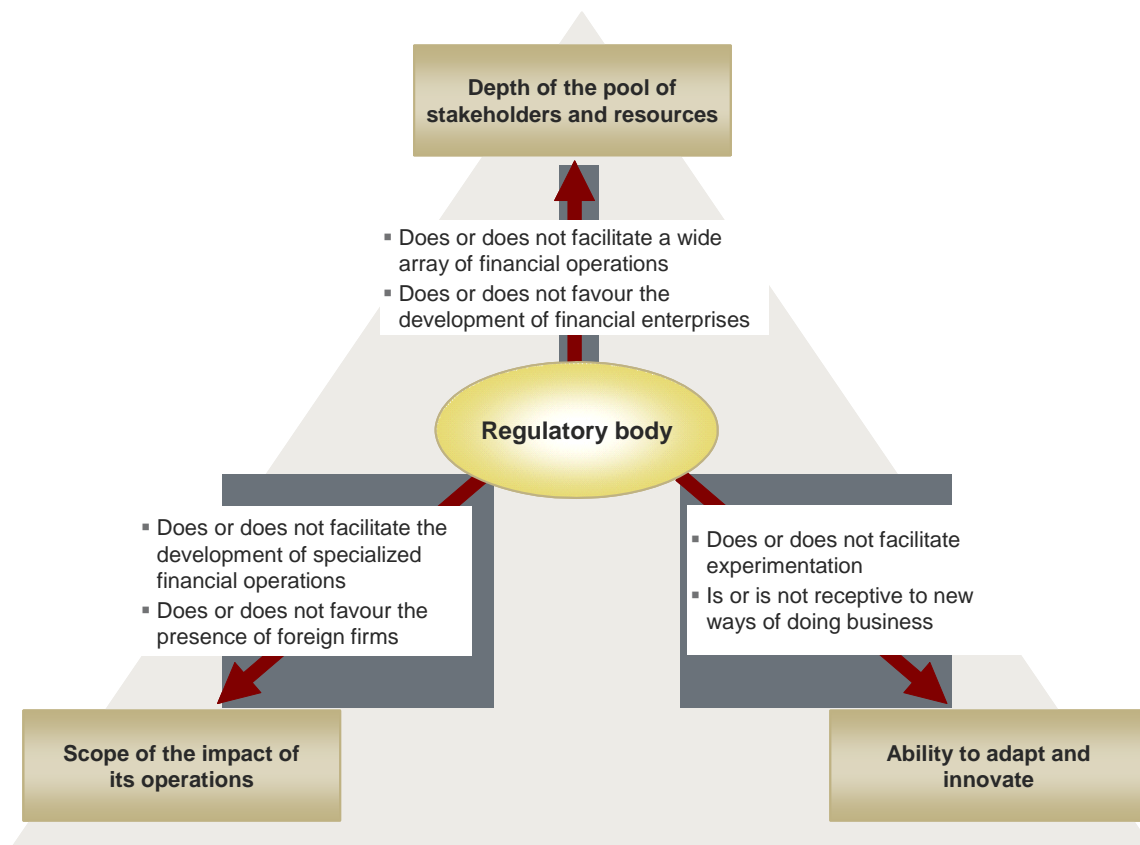 Depth of the pool of
stakeholders and resources
▪ Does or does not facilitate a wide
array of financial operations
▪ Does or does not favour the
development of financial enterprises
Regulatory body
▪ Does or does not facilitate the
development of specialized
financial operations
▪ Does or does not favour the
presence of foreign firms
▪ Does or does not facilitate
experimentation
▪ Is or is not receptive to new
ways of doing business
Scope of the impact of
its operations
Ability to adapt and
innovate